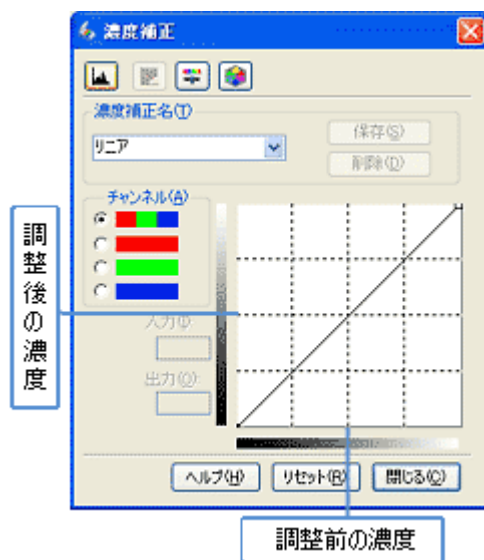 濃度補正
濃度補正名(T)
リニア
保存(S)
削除(D)
チャンネル(A)
調整後の濃度
入力(I):
出力(O):
ヘルプ(H)
リセット(R)
閉じる(C)
調整前の濃度